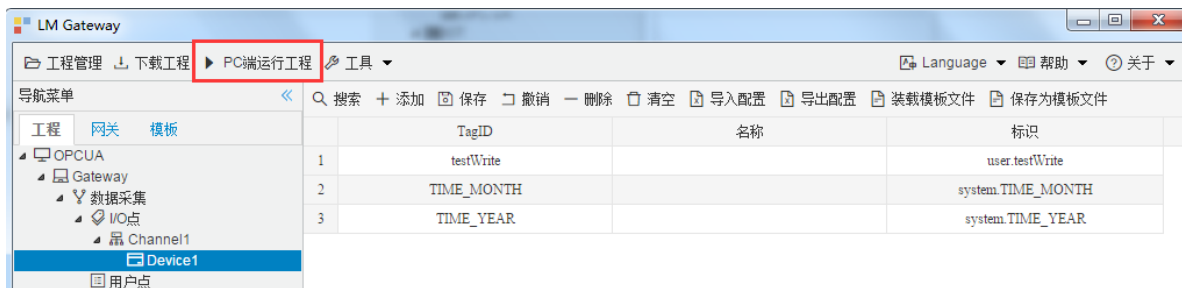 LM Gateway
工程管理 下载工程 PC端运行工程 工具 Language 帮助 关于
导航菜单 搜索 添加 保存 撤销 删除 清空 导入配置 导出配置 装载模板文件 保存为模板文件
工程 网关 模板 TagID 名称 标识
OPCUA 1 testWrite user.testWrite
Gateway
数据采集 2 TIME_MONTH system.TIME_MONTH
I/O点 3 TIME_YEAR system.TIME_YEAR
Channel1
Device1
用户点